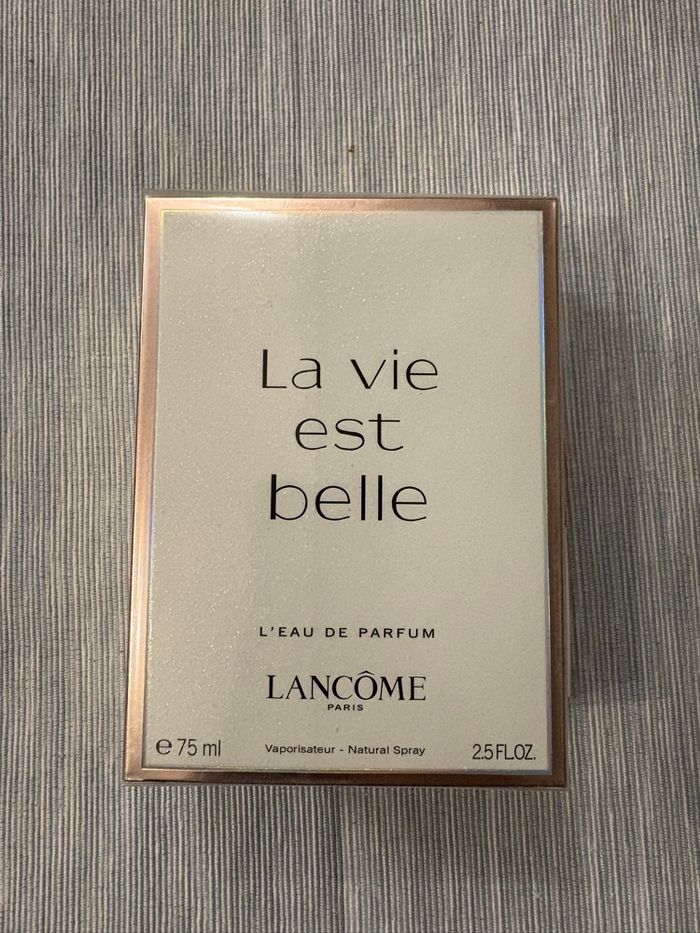 La vie
est
belle
L'EAU DE PARFUM
LANCÔME
PARIS
℮ 75 ml Vaporisateur - Natural Spray 2.5 FL.OZ.